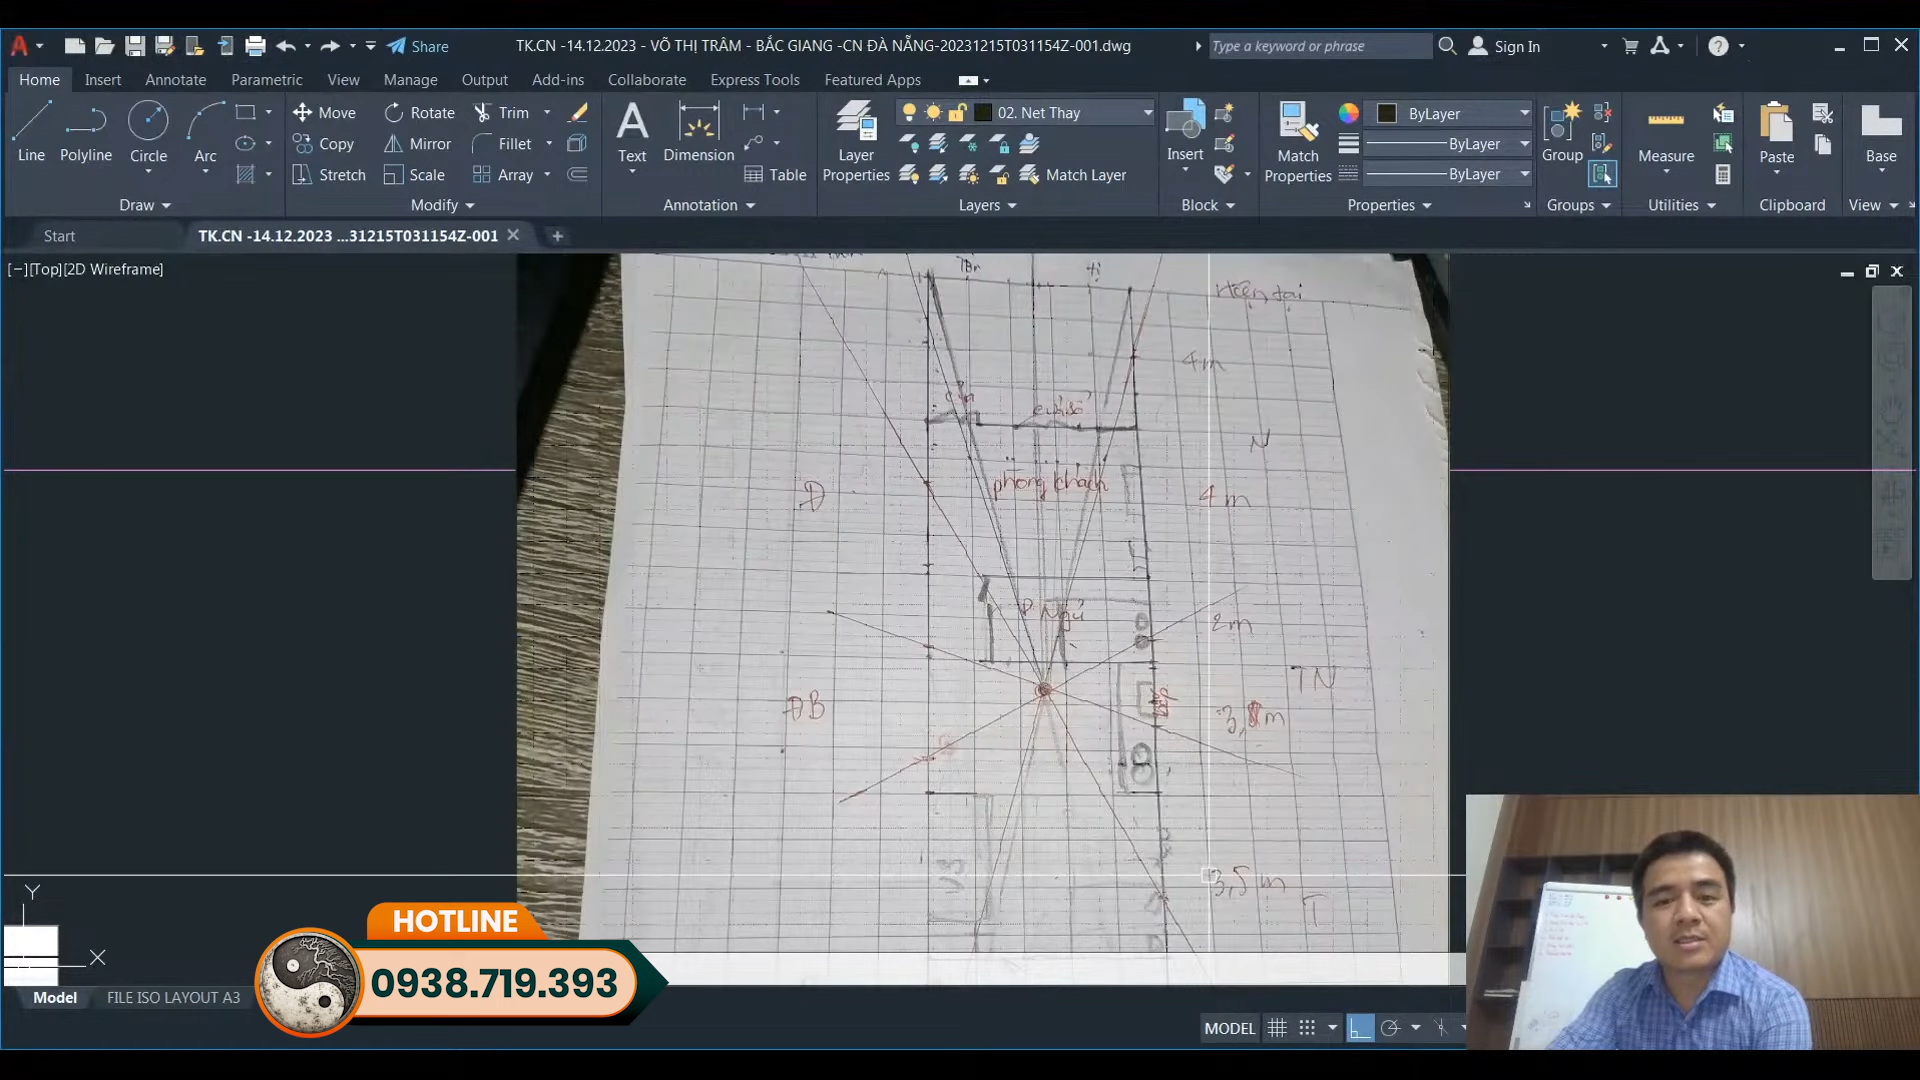 Share
TK.CN -14.12.2023 - VÕ THỊ TRÂM - BẮC GIANG -CN ĐÀ NẴNG-20231215T031154Z-001.dwg
Type a keyword or phrase
Sign In
Home Insert Annotate Parametric View Manage Output Add-ins Collaborate Express Tools Featured Apps
Line Polyline Circle Arc
Move Rotate Trim
Copy Mirror Fillet
Stretch Scale Array
Text Dimension
Table
Layer Properties
02. Net Thay
Match Layer
Insert
Match Properties
ByLayer
ByLayer
ByLayer
Group
Measure
Paste
Base
Draw Modify Annotation Layers Block Properties Groups Utilities Clipboard View
Start
TK.CN -14.12.2023 ...31215T031154Z-001
[−][Top][2D Wireframe]
Hiện tại
4m
cửa
cửa sổ
N
phòng khách
Đ
4m
P Ngủ
2m
TN
ĐB
B
3,5m
T
Y
X
HOTLINE
0938.719.393
Model
FILE ISO LAYOUT A3
MODEL